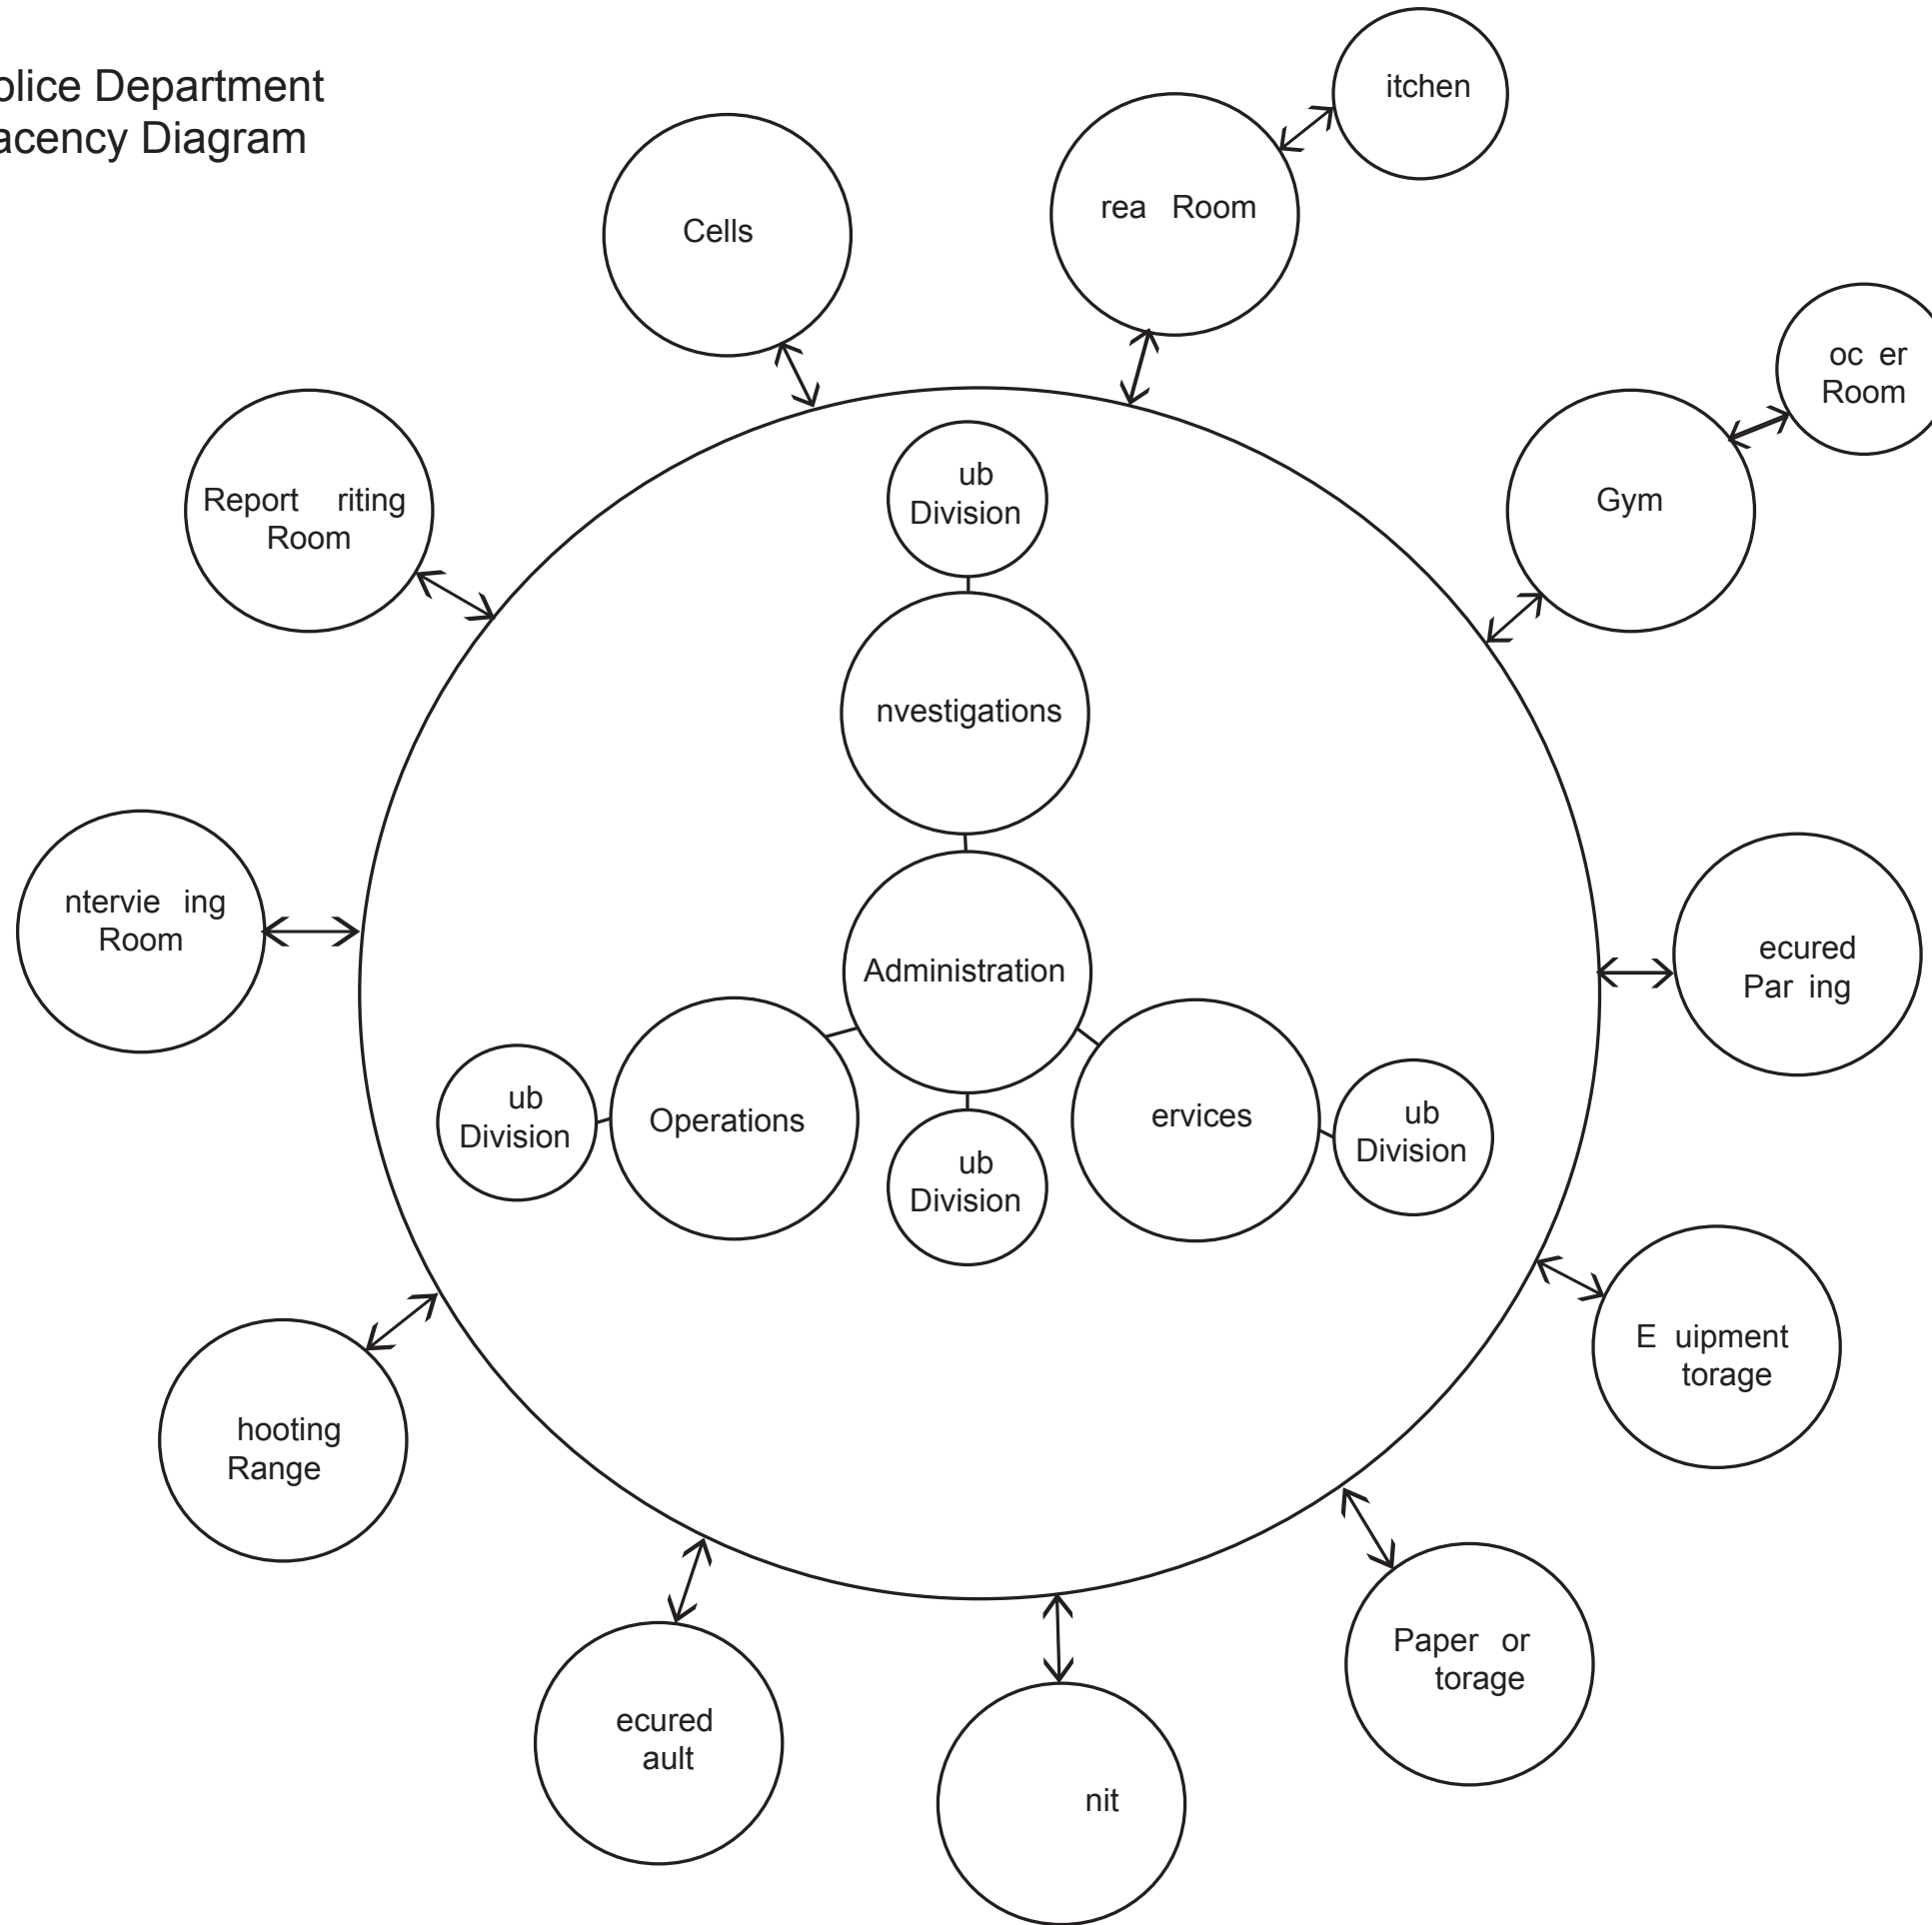 olice Department
acency Diagram
itchen
rea Room
Cells
oc er
Room
Gym
Report riting
Room
ub
Division
nvestigations
ntervie ing
Room
Administration
ecured
Par ing
ub
Division
Operations
ervices
ub
Division
ub
Division
E uipment
torage
hooting
Range
Paper or
torage
ecured
ault
nit